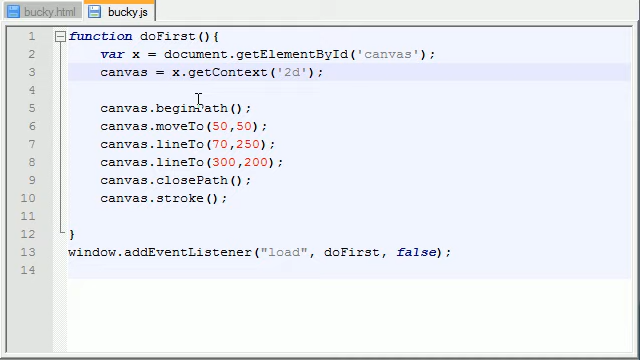 bucky.html
bucky.js
1 function doFirst(){
2 var x = document.getElementById('canvas');
3 canvas = x.getContext('2d');
4
5 canvas.beginPath();
6 canvas.moveTo(50,50);
7 canvas.lineTo(70,250);
8 canvas.lineTo(300,200);
9 canvas.closePath();
10 canvas.stroke();
11
12 }
13 window.addEventListener("load", doFirst, false);
14